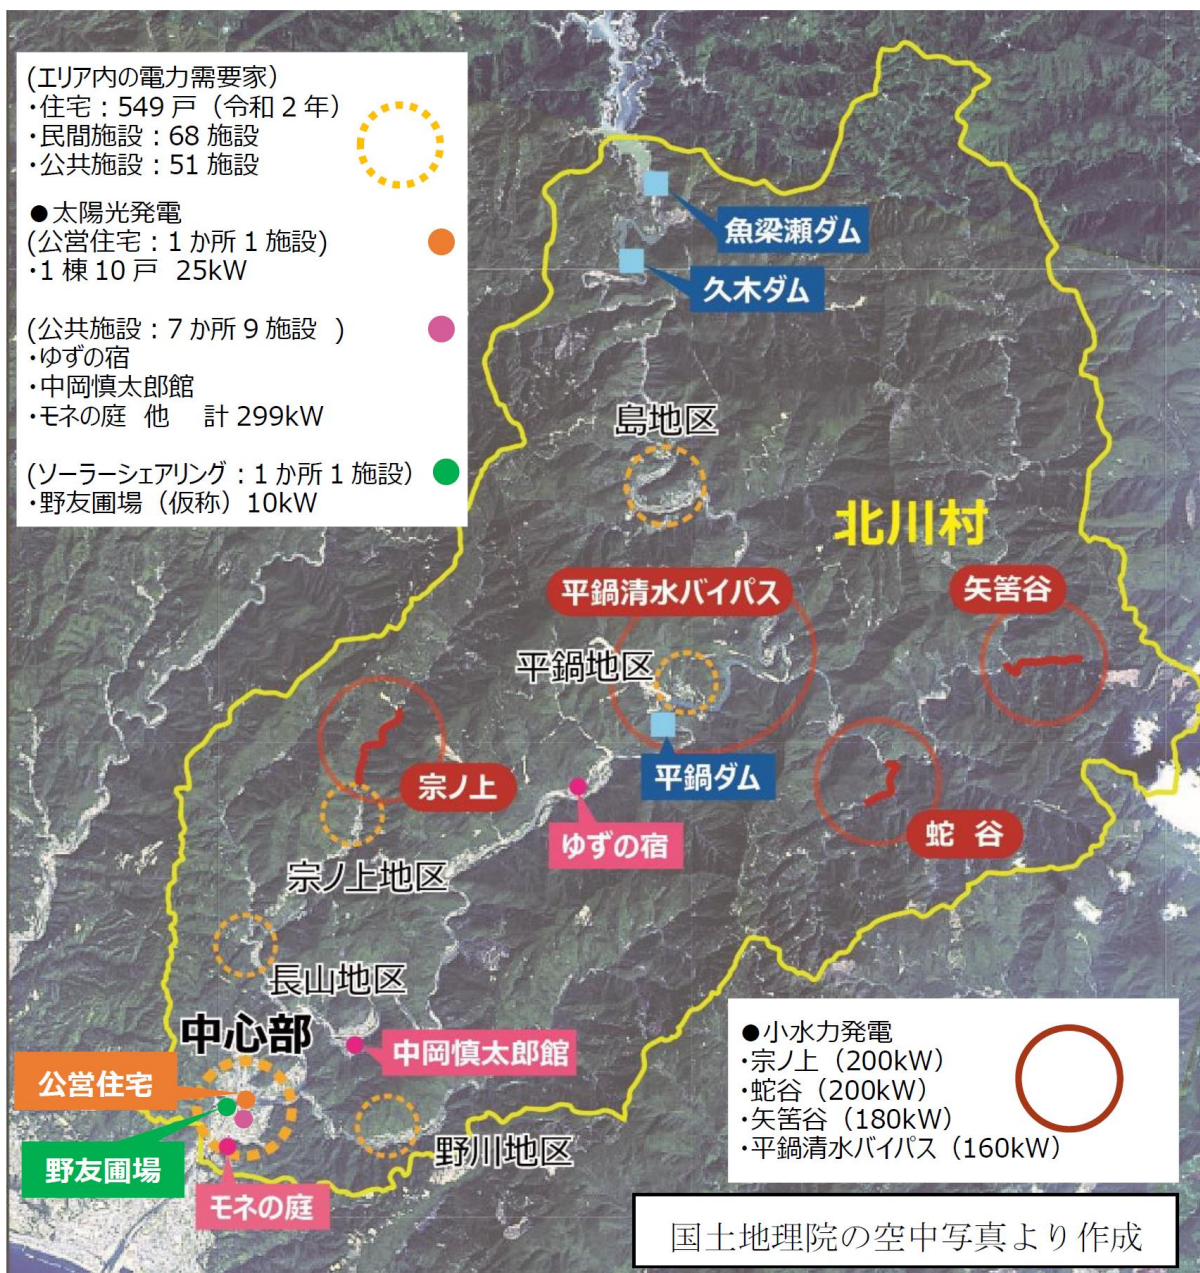 (エリア内の電力需要家)
・住宅：549 戸（令和 2 年）
・民間施設：68 施設
・公共施設：51 施設
●太陽光発電
(公営住宅：1 か所 1 施設)
・1 棟 10 戸 25kW
(公共施設：7 か所 9 施設 )
・ゆずの宿
・中岡慎太郎館
・モネの庭 他 計 299kW
(ソーラーシェアリング：1 か所 1 施設)
・野友圃場（仮称）10kW
魚梁瀬ダム
久木ダム
島地区
北川村
平鍋清水バイパス
矢筈谷
平鍋地区
平鍋ダム
宗ノ上
ゆずの宿
蛇 谷
宗ノ上地区
長山地区
中心部
中岡慎太郎館
公営住宅
野友圃場
野川地区
モネの庭
●小水力発電
・宗ノ上（200kW）
・蛇谷（200kW）
・矢筈谷（180kW）
・平鍋清水バイパス（160kW）
国土地理院の空中写真より作成